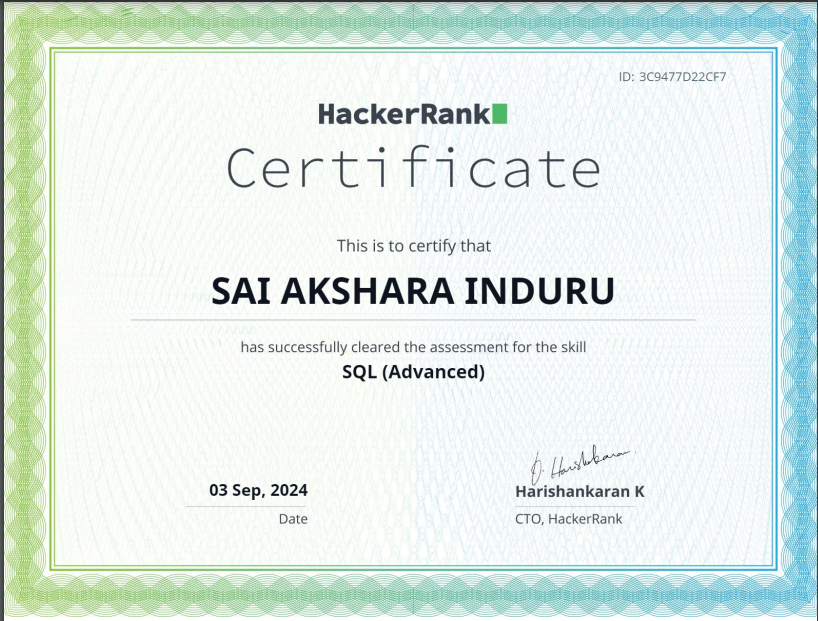 ID: 3C9477D22CF7
HackerRank
Certificate
This is to certify that
SAI AKSHARA INDURU
has successfully cleared the assessment for the skill
SQL (Advanced)
03 Sep, 2024
Date
Harishankaran K
CTO, HackerRank